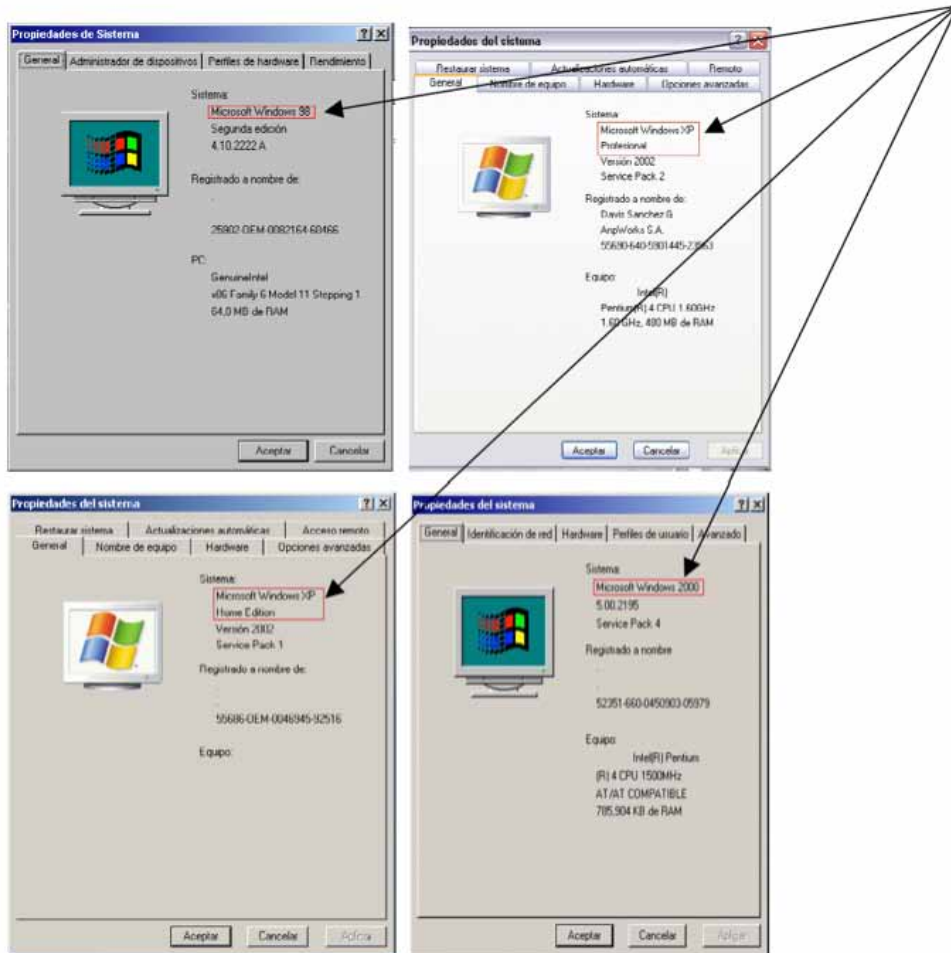 Propiedades de Sistema
General Administrador de dispositivos Perfiles de hardware Rendimiento
Sistema:
Microsoft Windows 98
Segunda edición
4.10.2222 A
Registrado a nombre de:
25902-OEM-0082164-60466
PC:
GenuineIntel
x86 Family 6 Model 11 Stepping 1
64,0 MB de RAM
Aceptar Cancelar
Propiedades del sistema
Restaurar sistema Actualizaciones automáticas Remoto
General Nombre de equipo Hardware Opciones avanzadas
Sistema:
Microsoft Windows XP
Profesional
Versión 2002
Service Pack 2
Registrado a nombre de:
Davis Sanchez G
AnpWorks S.A.
Equipo:
Intel(R)
Pentium(R) 4 CPU 1.60GHz
1.60 GHz, 480 MB de RAM
Aceptar Cancelar Aplicar
Propiedades del sistema
Restaurar sistema Actualizaciones automáticas Acceso remoto
General Nombre de equipo Hardware Opciones avanzadas
Sistema:
Microsoft Windows XP
Home Edition
Versión 2002
Service Pack 1
Registrado a nombre de:
55686-OEM-0046945-92516
Equipo:
Aceptar Cancelar Aplicar
Propiedades del sistema
General Identificación de red Hardware Perfiles de usuario Avanzado
Sistema:
Microsoft Windows 2000
5.00.2195
Service Pack 4
Registrado a nombre
52351-660-0450903-05979
Equipo:
Intel(R) Pentium
(R) 4 CPU 1500MHz
AT/AT COMPATIBLE
785,904 KB de RAM
Aceptar Cancelar Aplicar